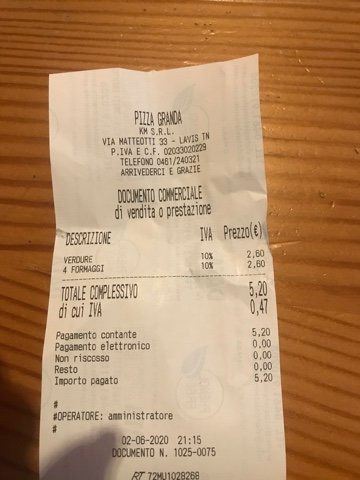 PIZZA GRANDA
KM S.R.L.
VIA MATTEOTTI 33 - LAVIS TN
P.IVA E C.F. 02033020229
TELEFONO 0461/240321
ARRIVEDERCI E GRAZIE
DOCUMENTO COMMERCIALE
di vendita o prestazione
DESCRIZIONE IVA Prezzo(€)
VERDURE 10% 2,60
4 FORMAGGI 10% 2,60
TOTALE COMPLESSIVO 5,20
di cui IVA 0,47
Pagamento contante 5,20
Pagamento elettronico 0,00
Non riscosso 0,00
Resto 0,00
Importo pagato 5,20
#
#OPERATORE: amministratore
#
02-06-2020 21:15
DOCUMENTO N. 1025-0075
RT 72MU1028268